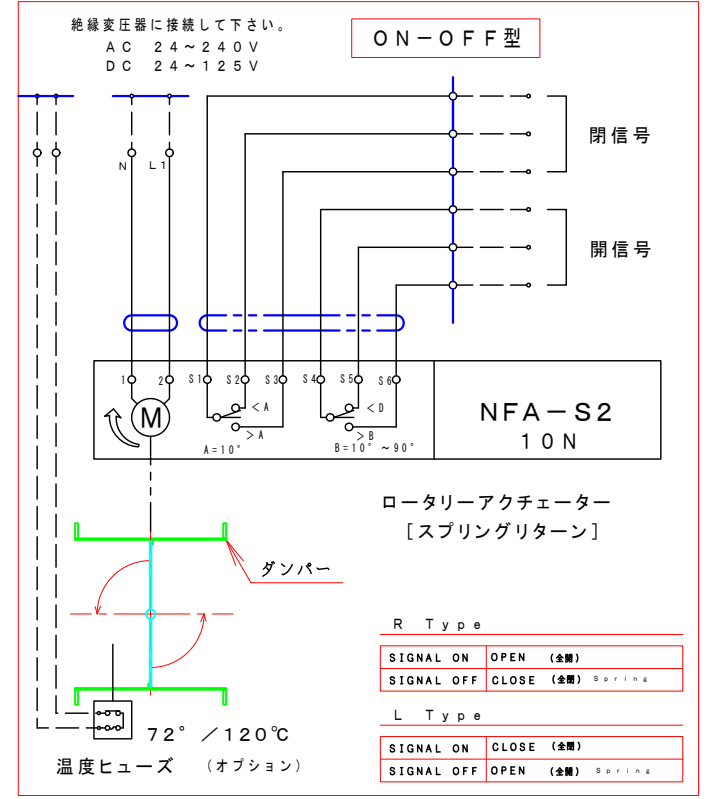 絶縁変圧器に接続して下さい。
AC 24~240V
DC 24~125V
ON-OFF型
閉信号
N L1
開信号
1 2 S1 S2 S3 S4 S5 S6
M
<A
>A
A=10°
<D
>B
B=10°~90°
NFA-S2
10N
ロータリーアクチェーター
[スプリングリターン]
ダンパー
R Type
SIGNAL ON OPEN (全開)
SIGNAL OFF CLOSE (全閉) Spring
L Type
SIGNAL ON CLOSE (全閉)
SIGNAL OFF OPEN (全開) Spring
72°/120℃
温度ヒューズ (オプション)